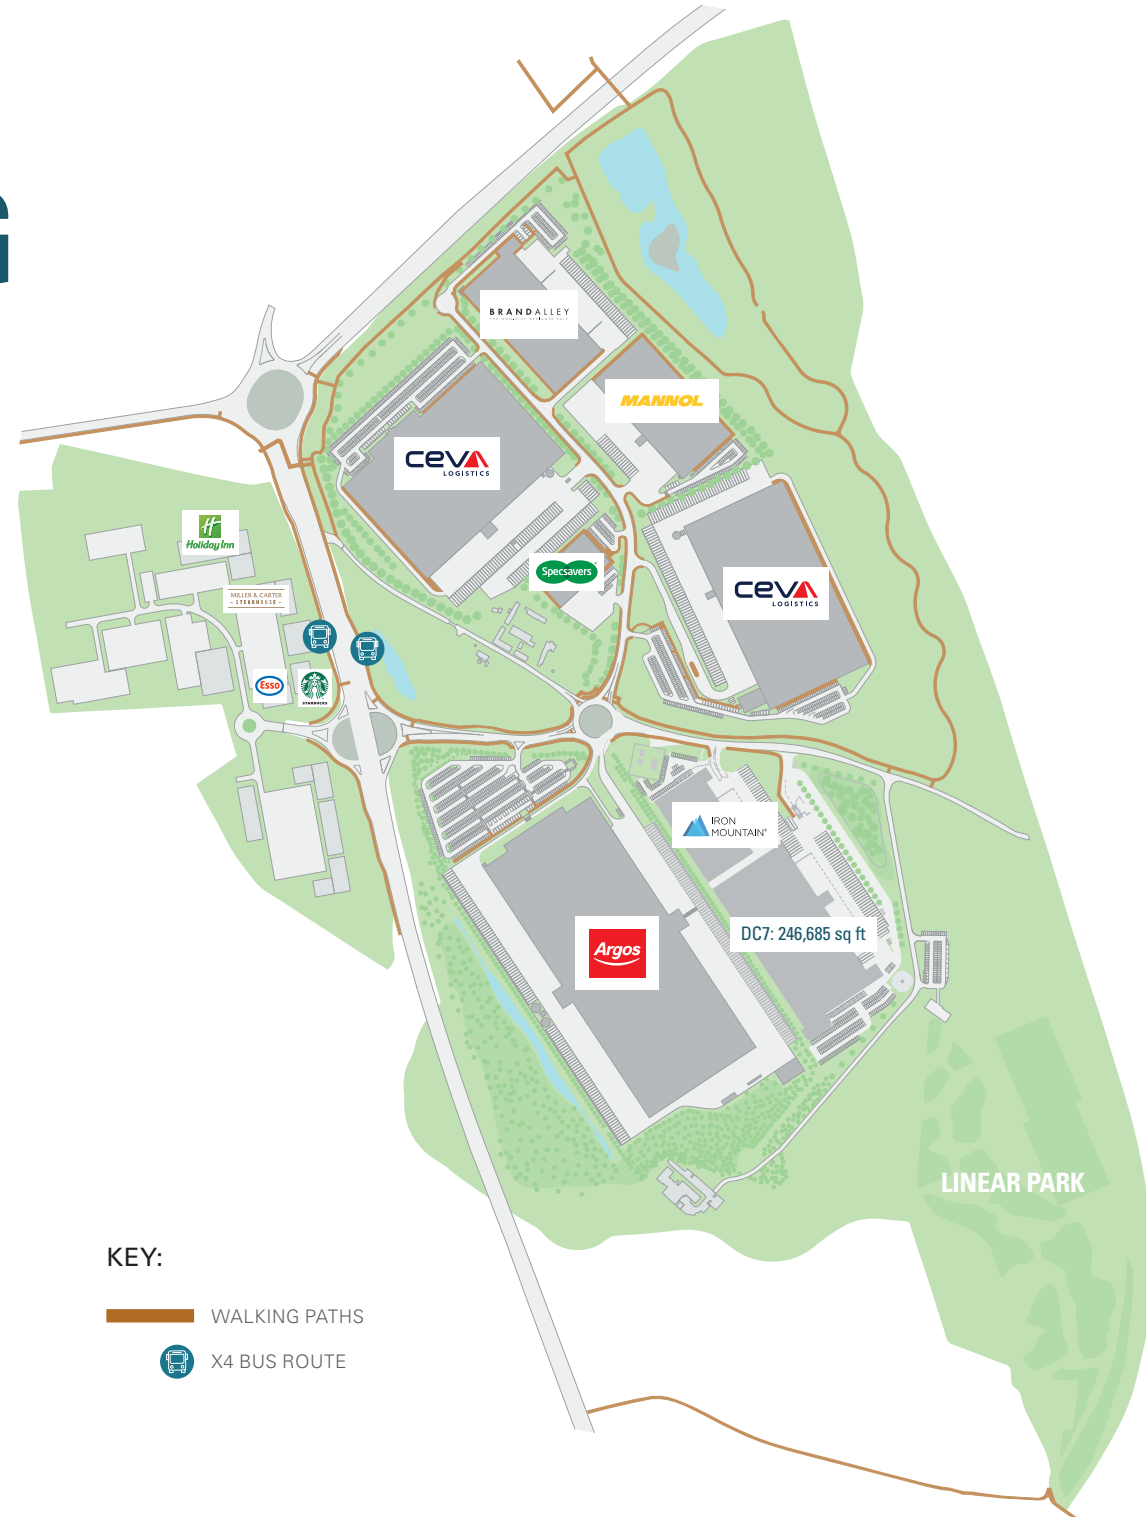 G
BRANDALLEY
MANNOL
CEVA
LOGISTICS
H
Holiday Inn
Specsavers
CEVA
LOGISTICS
MILLER & CARTER
- STEAKHOUSE -
Esso
STARBUCKS
IRON
MOUNTAIN®
DC7: 246,685 sq ft
Argos
LINEAR PARK
KEY:
WALKING PATHS
X4 BUS ROUTE